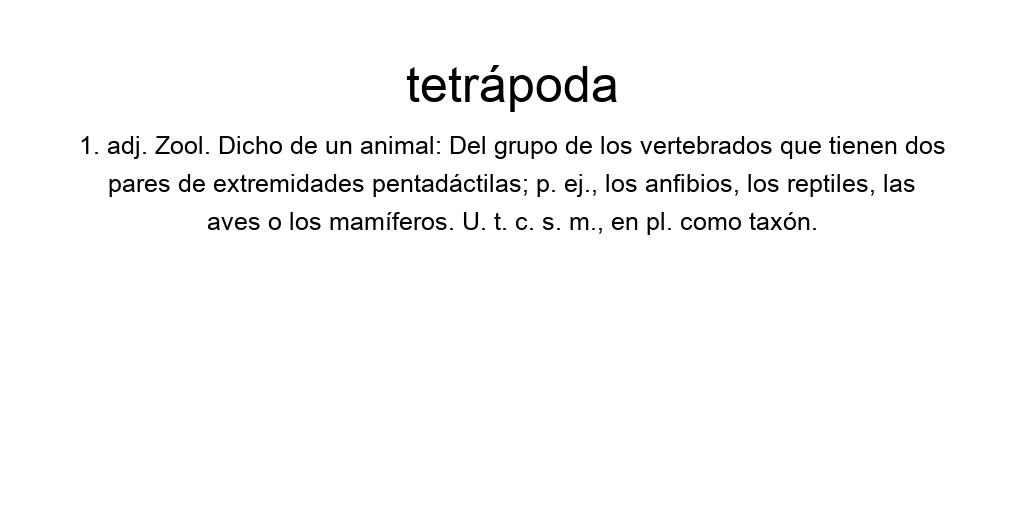 tetrápoda
1. adj. Zool. Dicho de un animal: Del grupo de los vertebrados que tienen dos
pares de extremidades pentadáctilas; p. ej., los anfibios, los reptiles, las
aves o los mamíferos. U. t. c. s. m., en pl. como taxón.